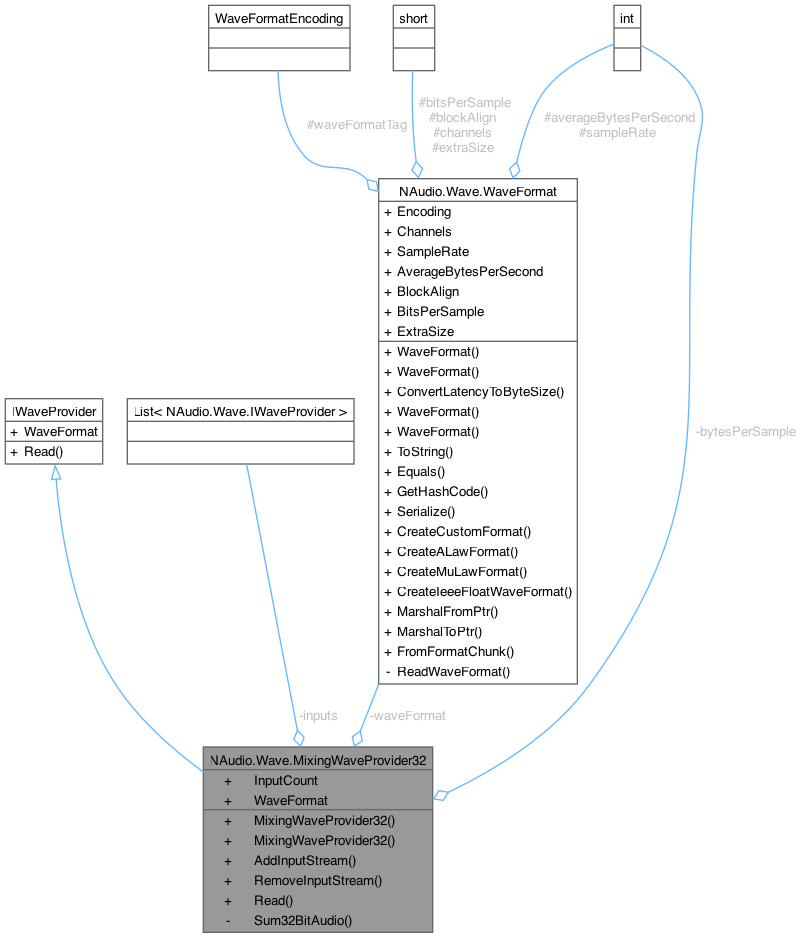 WaveFormatEncoding
short
int
#waveFormatTag
#bitsPerSample
#blockAlign
#channels
#extraSize
#averageBytesPerSecond
#sampleRate
NAudio.Wave.WaveFormat
+ Encoding
+ Channels
+ SampleRate
+ AverageBytesPerSecond
+ BlockAlign
+ BitsPerSample
+ ExtraSize
+ WaveFormat()
+ WaveFormat()
+ ConvertLatencyToByteSize()
+ WaveFormat()
+ WaveFormat()
+ ToString()
+ Equals()
+ GetHashCode()
+ Serialize()
+ CreateCustomFormat()
+ CreateALawFormat()
+ CreateMuLawFormat()
+ CreateIeeeFloatWaveFormat()
+ MarshalFromPtr()
+ MarshalToPtr()
+ FromFormatChunk()
- ReadWaveFormat()
IWaveProvider
+ WaveFormat
+ Read()
List< NAudio.Wave.IWaveProvider >
-bytesPerSample
-inputs
-waveFormat
NAudio.Wave.MixingWaveProvider32
+ InputCount
+ WaveFormat
+ MixingWaveProvider32()
+ MixingWaveProvider32()
+ AddInputStream()
+ RemoveInputStream()
+ Read()
- Sum32BitAudio()